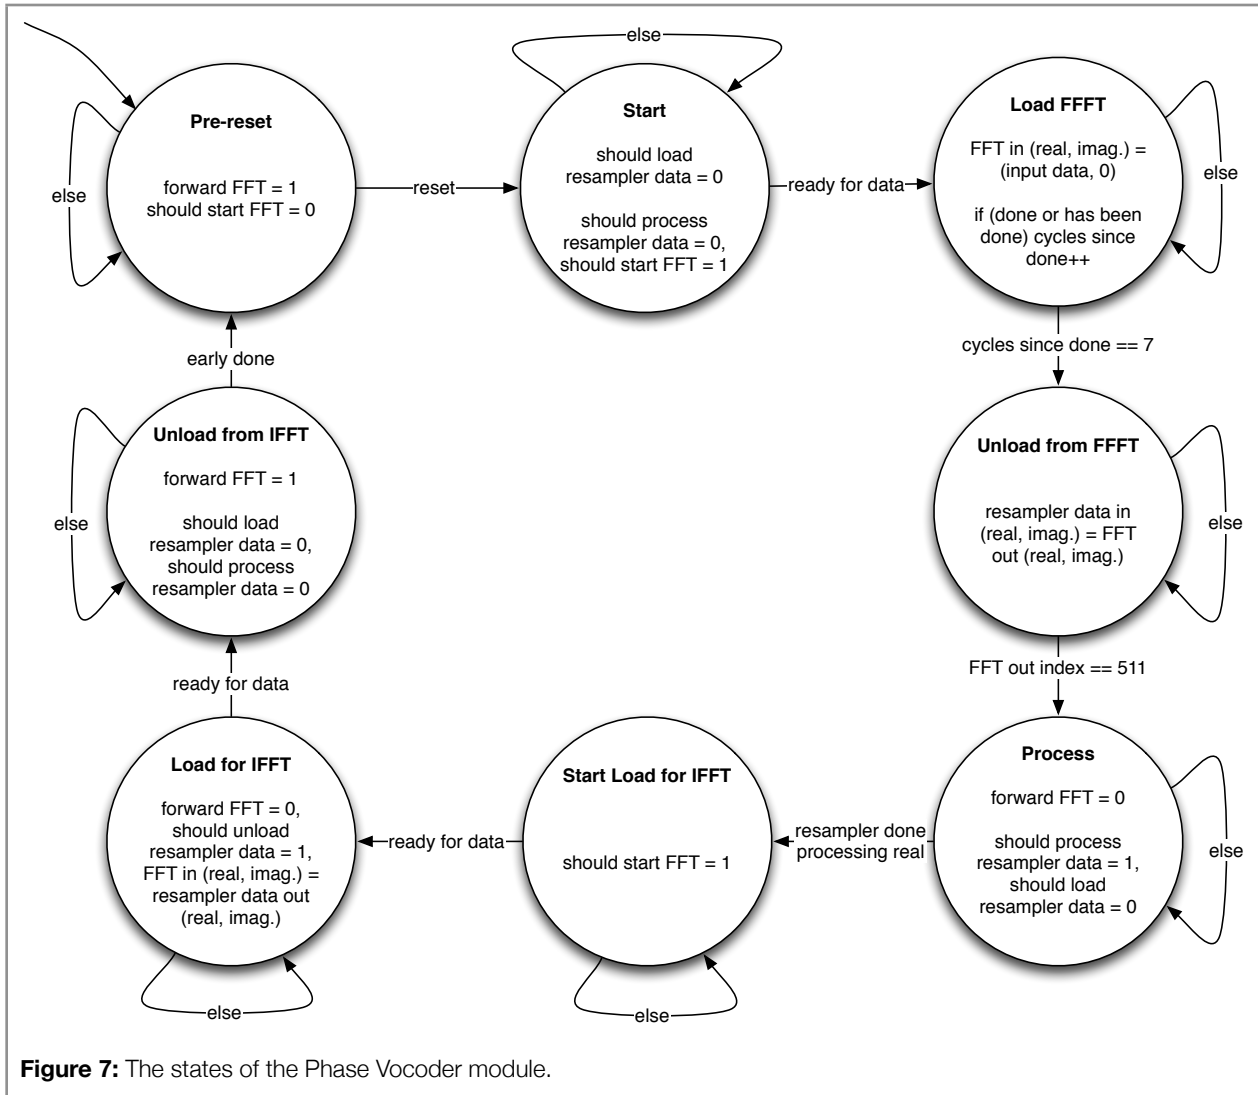 else
Pre-reset
forward FFT = 1
should start FFT = 0
else
reset
Start
should load
resampler data = 0
should process
resampler data = 0,
should start FFT = 1
ready for data
Load FFFT
FFT in (real, imag.) =
(input data, 0)
if (done or has been
done) cycles since
done++
else
cycles since done == 7
early done
Unload from IFFT
forward FFT = 1
should load
resampler data = 0,
should process
resampler data = 0
else
Unload from FFFT
resampler data in
(real, imag.) = FFT
out (real, imag.)
else
FFT out index == 511
ready for data
Load for IFFT
forward FFT = 0,
should unload
resampler data = 1,
FFT in (real, imag.) =
resampler data out
(real, imag.)
else
ready for data
Start Load for IFFT
should start FFT = 1
else
resampler done
processing real
Process
forward FFT = 0
should process
resampler data = 1,
should load
resampler data = 0
else
Figure 7: The states of the Phase Vocoder module.